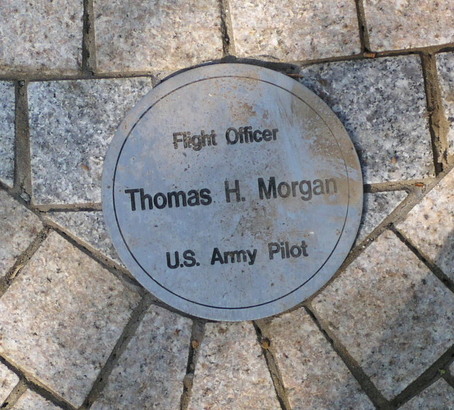 Flight Officer
Thomas H. Morgan
U.S. Army Pilot